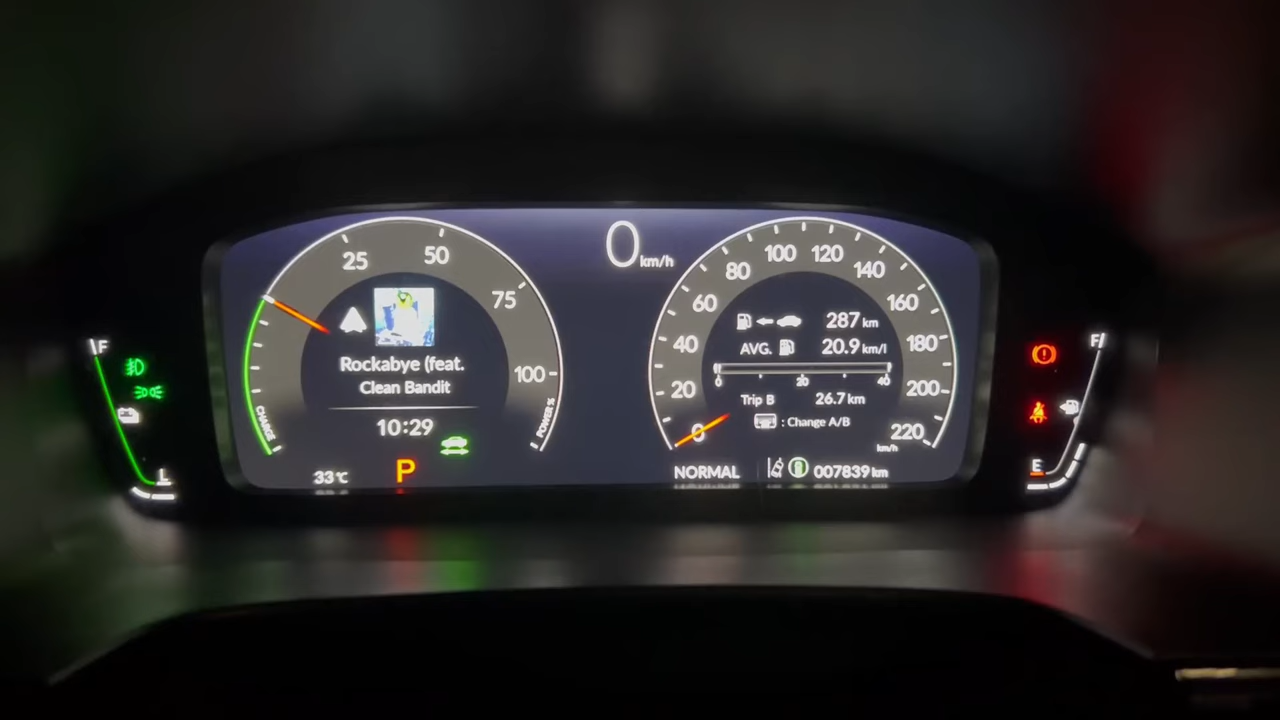 0 km/h
25
50
75
100
CHARGE
POWER %
Rockabye (feat.
Clean Bandit
10:29
33°C
P
0
20
40
60
80
100
120
140
160
180
200
220
km/h
287 km
AVG. 20.9 km/l
0 20 40
Trip B 26.7 km
: Change A/B
NORMAL
007839 km
F
L
F
E